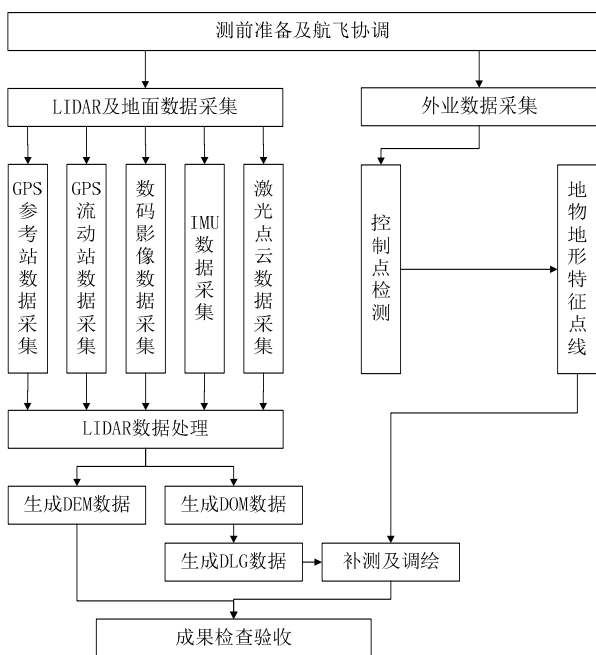 测前准备及航飞协调
LIDAR及地面数据采集
外业数据采集
GPS参考站数据采集
GPS流动站数据采集
数码影像数据采集
IMU数据采集
激光点云数据采集
控制点检测
地物地形特征点线
LIDAR数据处理
生成DEM数据
生成DOM数据
生成DLG数据
补测及调绘
成果检查验收